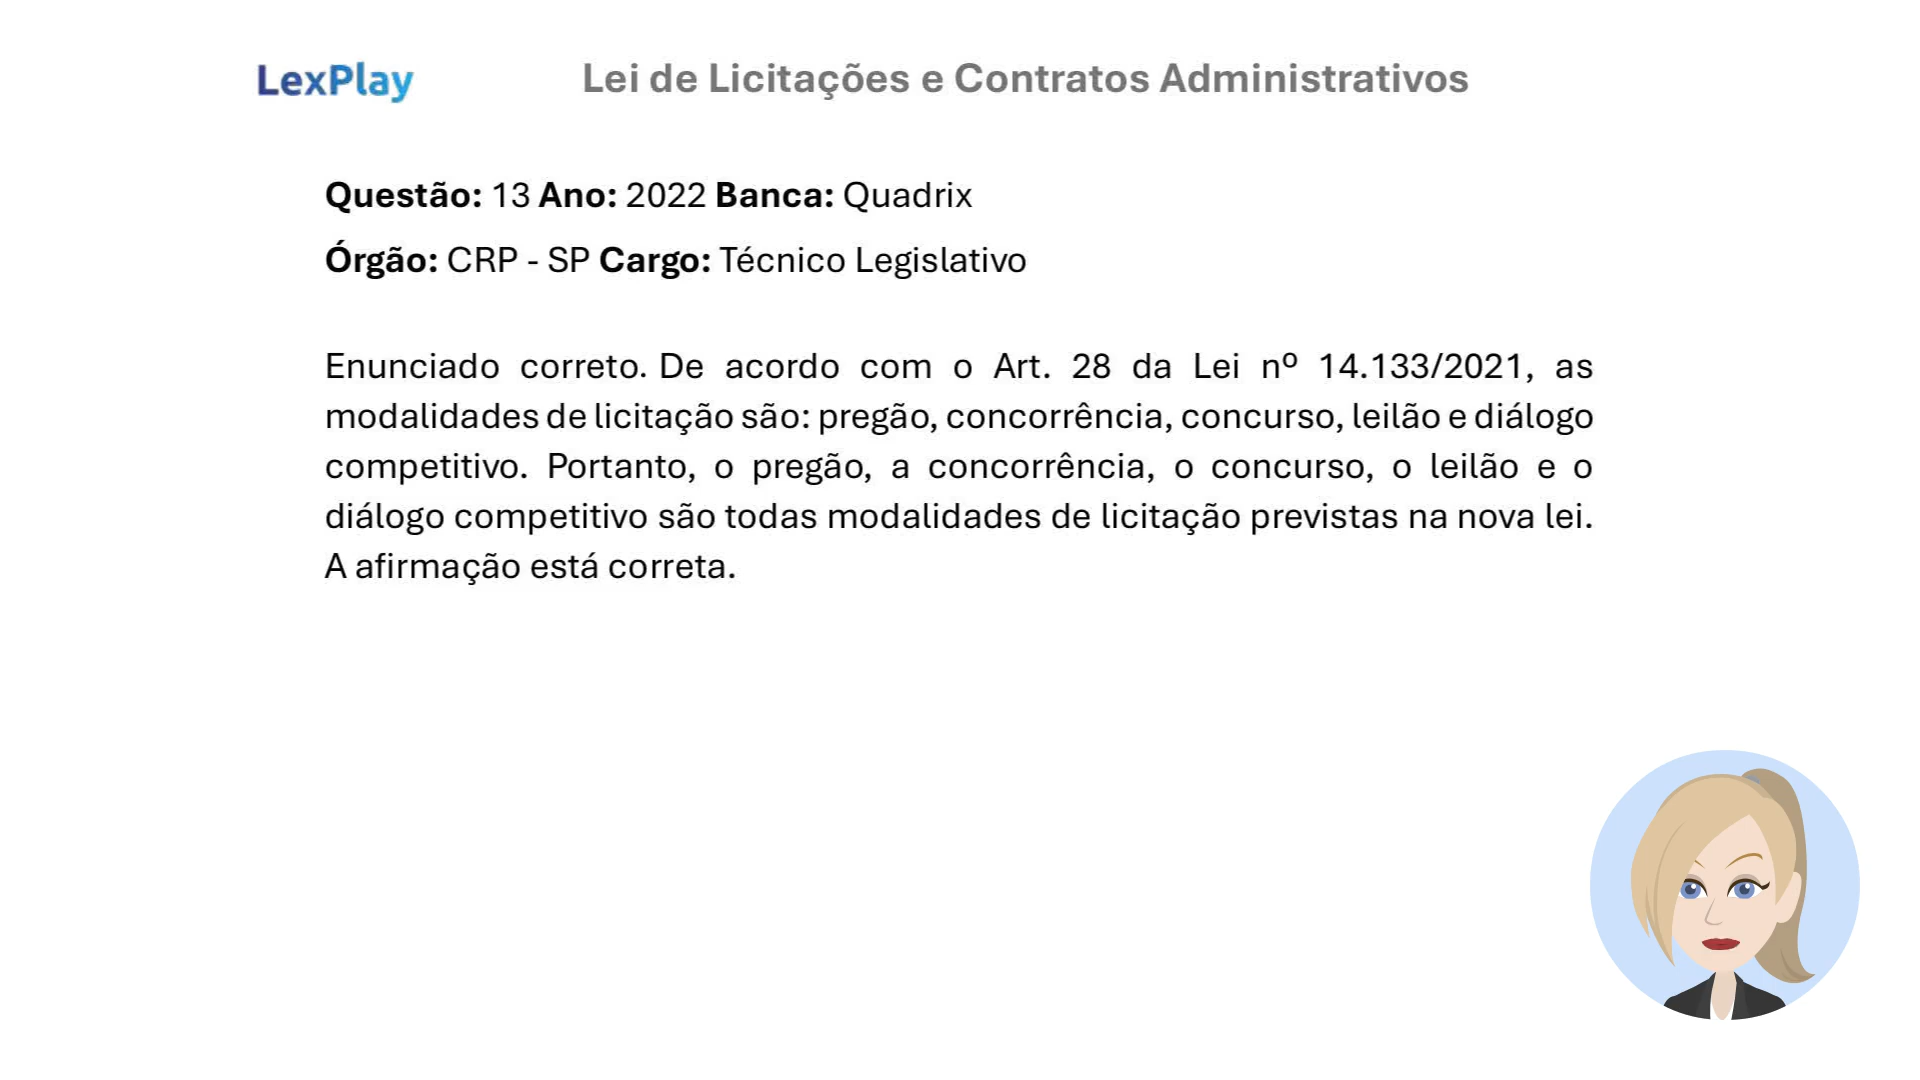 LexPlay
Lei de Licitações e Contratos Administrativos
Questão: 13 Ano: 2022 Banca: Quadrix
Órgão: CRP - SP Cargo: Técnico Legislativo
Enunciado correto. De acordo com o Art. 28 da Lei nº 14.133/2021, as
modalidades de licitação são: pregão, concorrência, concurso, leilão e diálogo
competitivo. Portanto, o pregão, a concorrência, o concurso, o leilão e o
diálogo competitivo são todas modalidades de licitação previstas na nova lei.
A afirmação está correta.